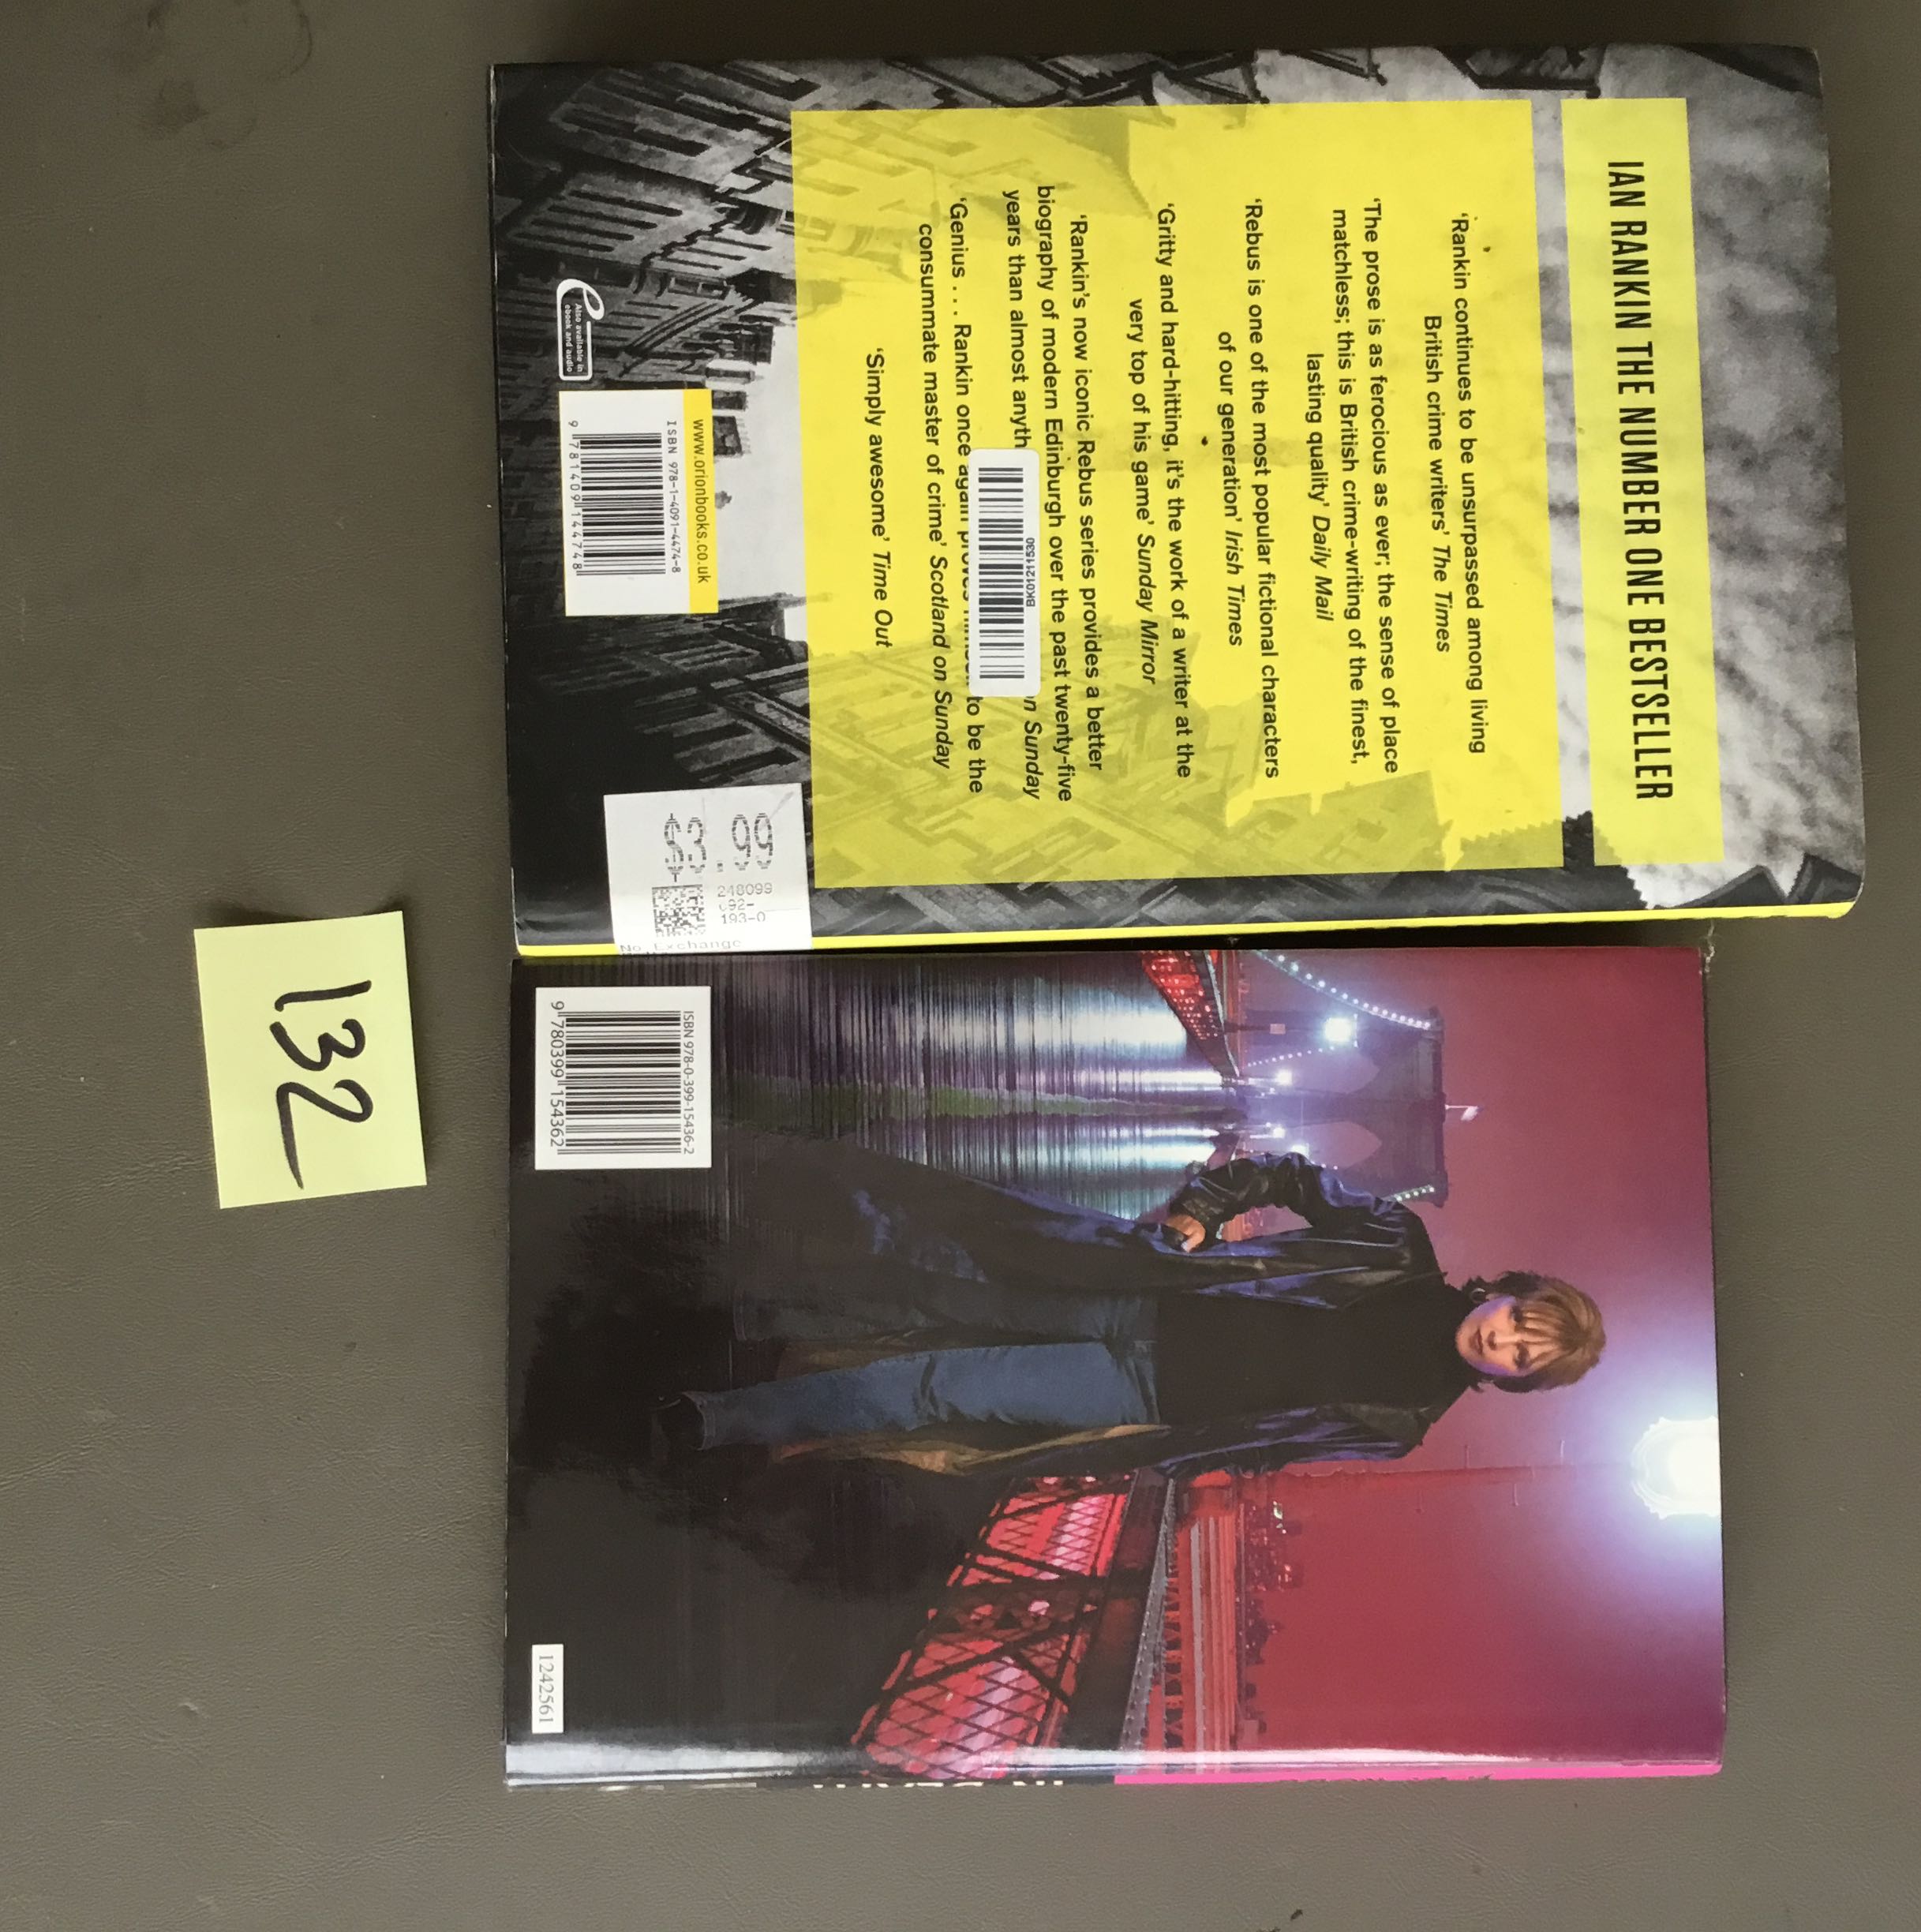 IAN RANKIN THE NUMBER ONE BESTSELLER
‘Rankin continues to be unsurpassed among living
British crime writers’ The Times
‘The prose is as ferocious as ever; the sense of place
matchless; this is British crime-writing of the finest,
lasting quality’ Daily Mail
‘Rebus is one of the most popular fictional characters
of our generation’ Irish Times
‘Gritty and hard-hitting, it’s the work of a writer at the
very top of his game’ Sunday Mirror
‘Rankin’s now iconic Rebus series provides a better
biography of modern Edinburgh over the past twenty-five
years than almost anyth n Sunday
‘Genius . . . Rankin once again to be the
consummate master of crime’ Scotland on Sunday
‘Simply awesome’ Time Out
BK01211530
www.orionbooks.co.uk
ISBN 978-1-4091-4474-8
9 781409 144748
e
Also available in
ebook and audio
248099
193-0
No Exchange
132
ISBN 978-0-399-15436-2
9 780399 154362
1242561